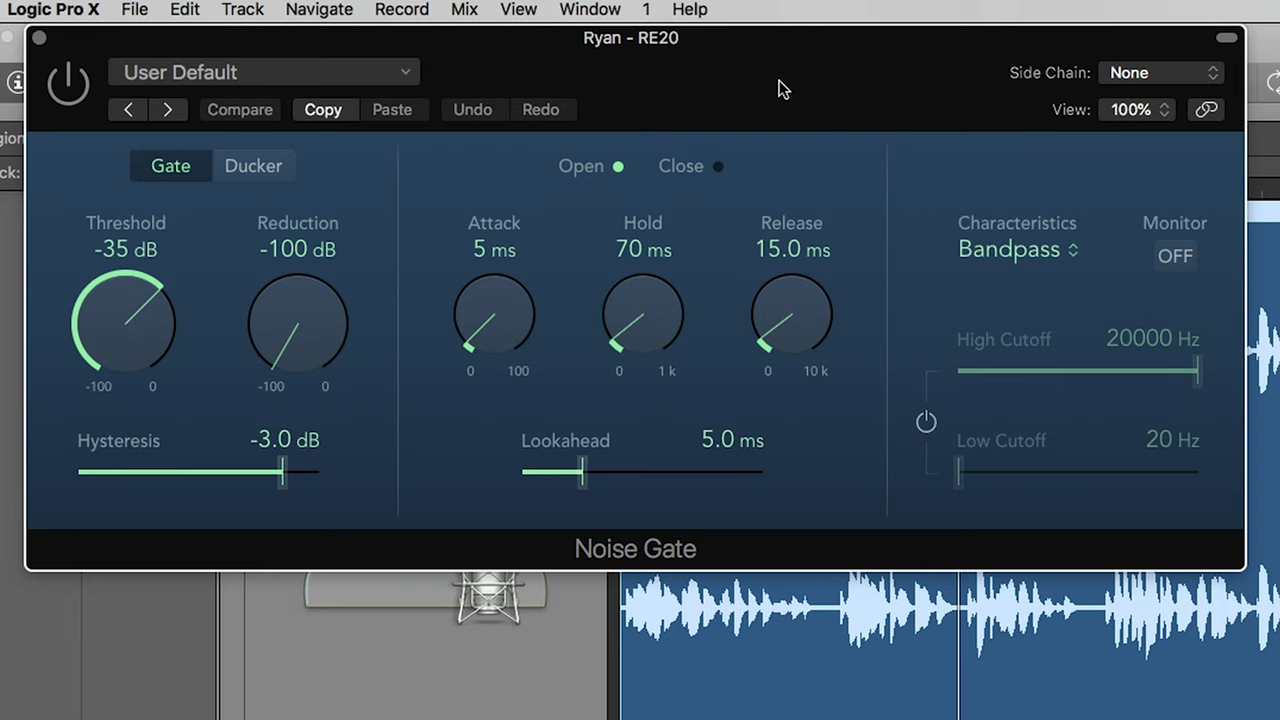 Logic Pro X File Edit Track Navigate Record Mix View Window 1 Help
Ryan - RE20
User Default
Side Chain: None
Compare Copy Paste Undo Redo
View: 100%
Gate Ducker
Open Close
Threshold Reduction
-35 dB -100 dB
-100 0 -100 0
Hysteresis -3.0 dB
Attack Hold Release
5 ms 70 ms 15.0 ms
0 100 0 1 k 0 10 k
Lookahead 5.0 ms
Characteristics Monitor
Bandpass OFF
High Cutoff 20000 Hz
Low Cutoff 20 Hz
Noise Gate